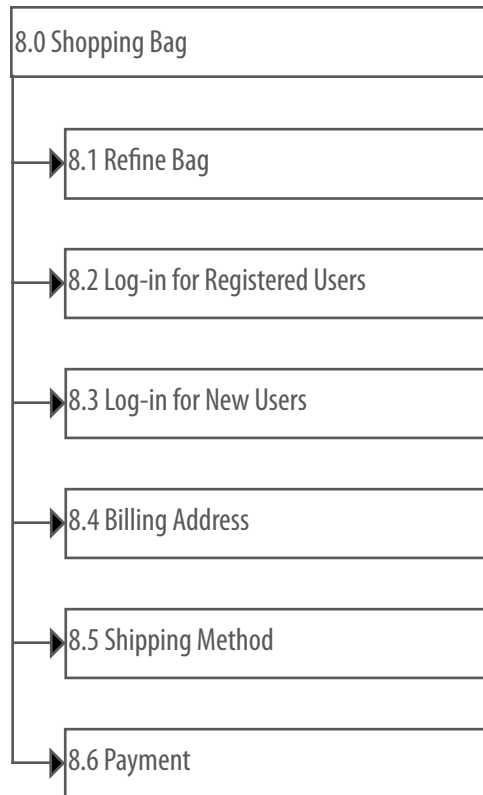 8.0 Shopping Bag
8.1 Refine Bag
8.2 Log-in for Registered Users
8.3 Log-in for New Users
8.4 Billing Address
8.5 Shipping Method
8.6 Payment